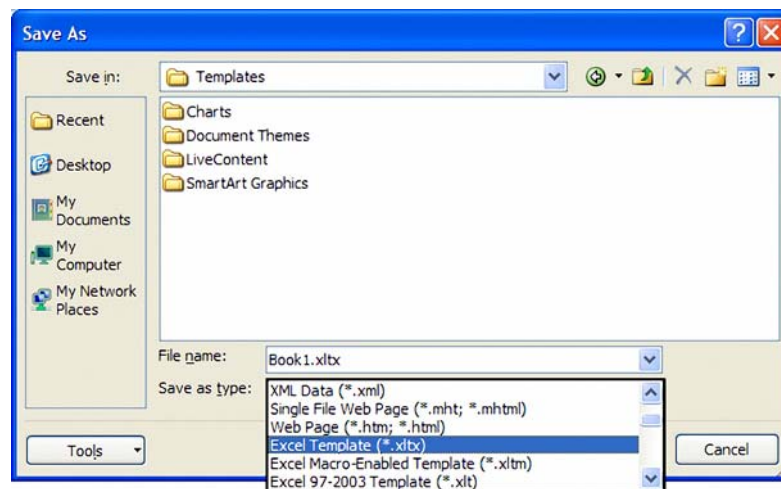 Save As
Save in:
Templates
Recent
Desktop
My
Documents
My
Computer
My Network
Places
Charts
Document Themes
LiveContent
SmartArt Graphics
File name:
Book1.xltx
Save as type:
XML Data (*.xml)
Single File Web Page (*.mht; *.mhtml)
Web Page (*.htm; *.html)
Excel Template (*.xltx)
Excel Macro-Enabled Template (*.xltm)
Excel 97-2003 Template (*.xlt)
Tools
Cancel